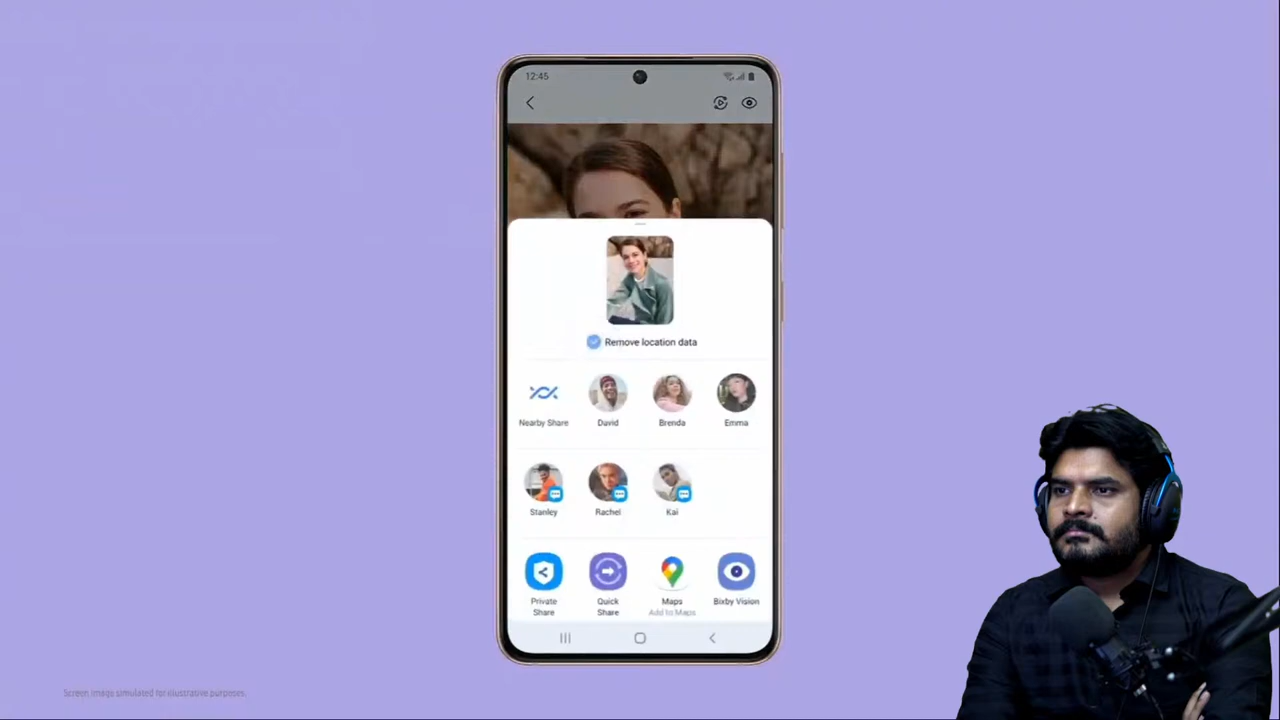 12:45
Remove location data
Nearby Share
David
Brenda
Emma
Stanley
Rachel
Kai
Private
Share
Quick
Share
Maps
Add to Maps
Bixby Vision
Screen image simulated for illustrative purposes.